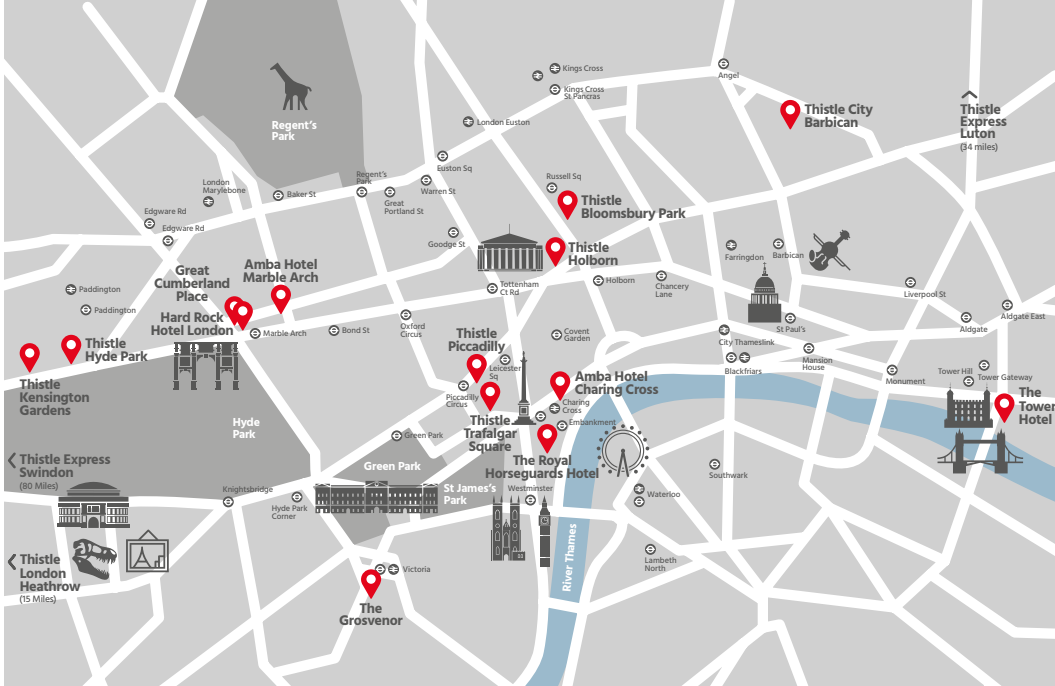 Kings Cross
Kings Cross
St Pancras
Angel
Thistle City
Barbican
Thistle
Express
Luton
(34 miles)
Regent's
Park
London Euston
Euston Sq
Warren St
Regent's
Park
Great
Portland St
London
Marylebone
Baker St
Russell Sq
Thistle
Bloomsbury Park
Edgware Rd
Edgware Rd
Goodge St
Thistle
Holborn
Farringdon
Barbican
Great
Cumberland
Place
Amba Hotel
Marble Arch
Paddington
Paddington
Tottenham
Ct Rd
Holborn
Chancery
Lane
Liverpool St
Hard Rock
Hotel London
Marble Arch
Bond St
Oxford
Circus
St Paul's
Aldgate East
Aldgate
Thistle
Hyde Park
Thistle
Piccadilly
Covent
Garden
City Thameslink
Mansion
House
Blackfriars
Monument
Tower Hill
Tower Gateway
Leicester
Sq
Thistle
Kensington
Gardens
Piccadilly
Circus
Amba Hotel
Charing Cross
Charing
Cross
Embankment
The
Tower
Hotel
Hyde
Park
Thistle
Trafalgar
Square
Green Park
The Royal
Horseguards Hotel
Thistle Express
Swindon
(80 Miles)
Green Park
St James's
Park
Southwark
Knightsbridge
Hyde Park
Corner
Westminster
Waterloo
River Thames
Lambeth
North
Thistle
London
Heathrow
(15 Miles)
Victoria
The
Grosvenor